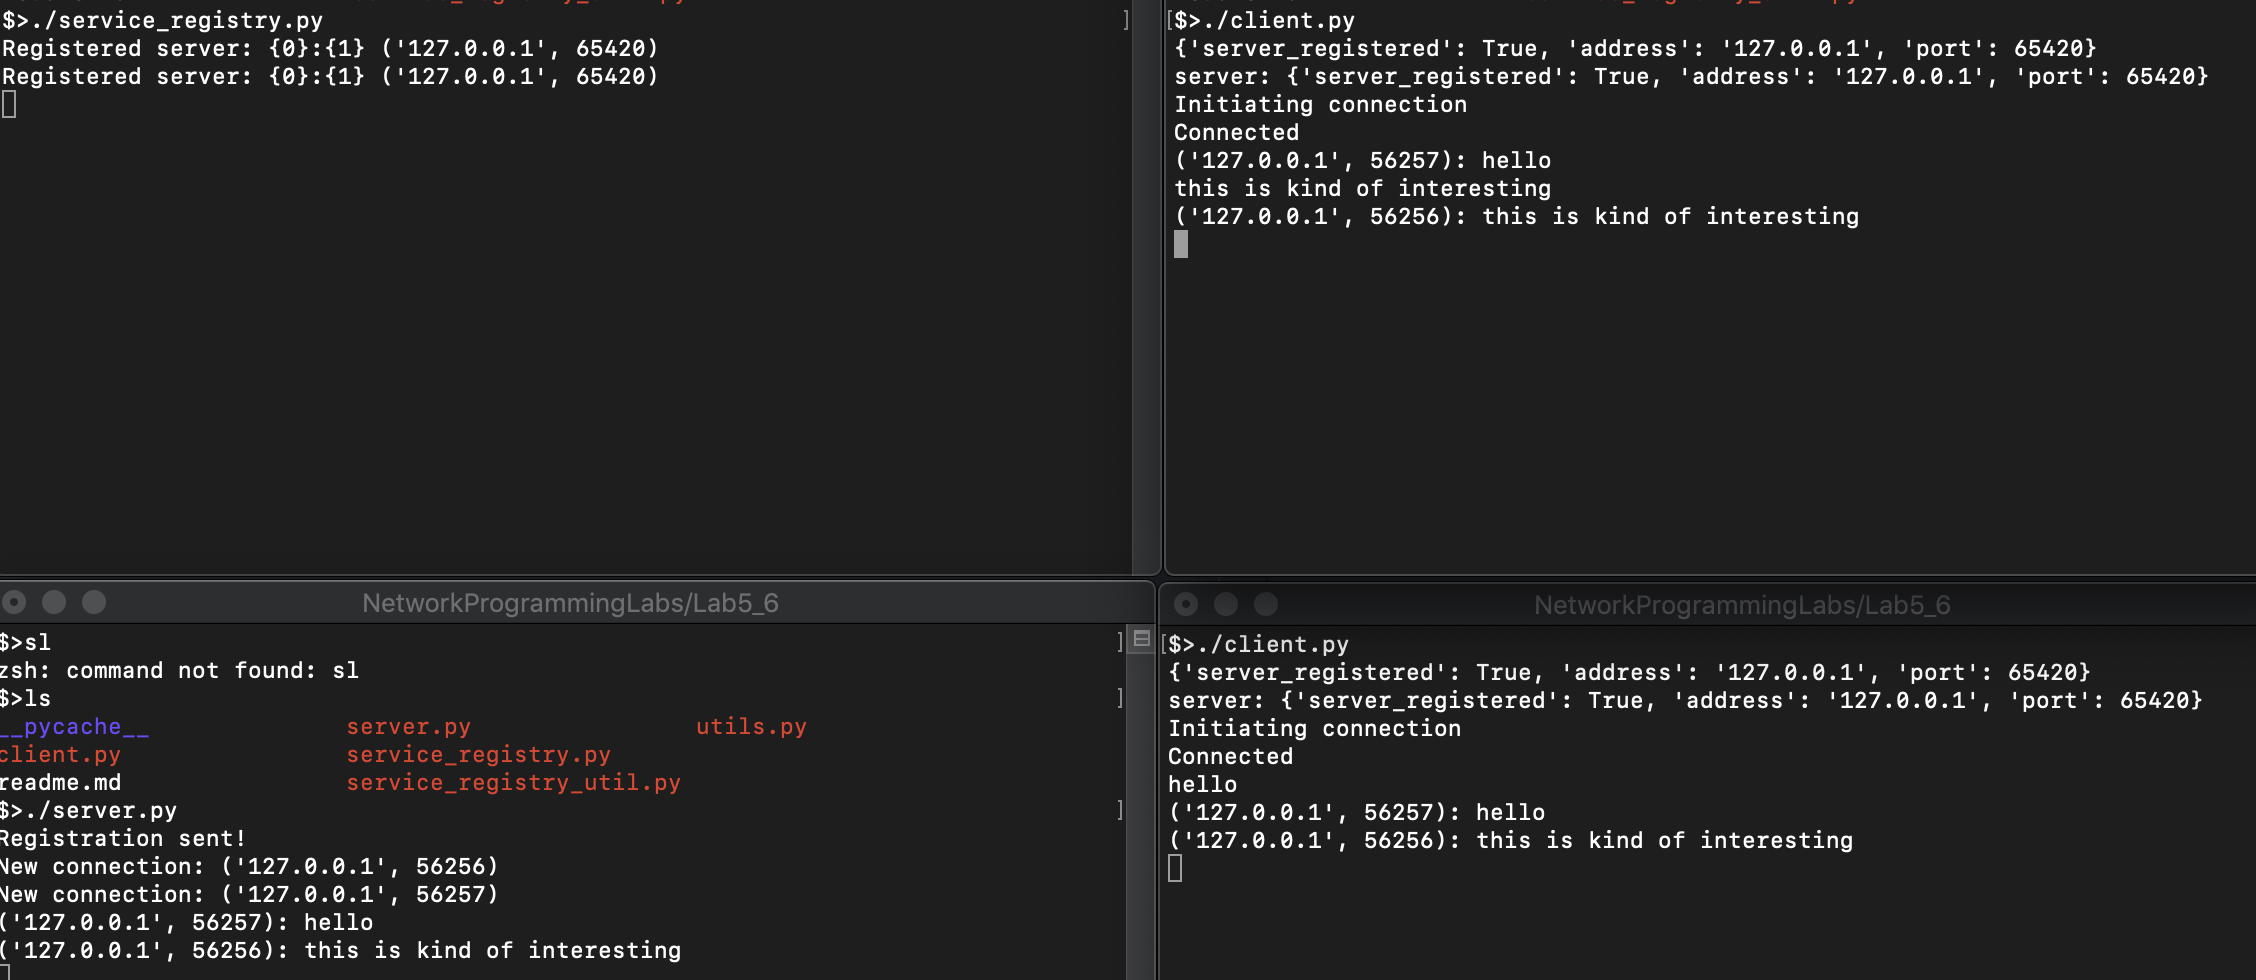 $>./service_registry.py
Registered server: {0}:{1} ('127.0.0.1', 65420)
Registered server: {0}:{1} ('127.0.0.1', 65420)
$>./client.py
{'server_registered': True, 'address': '127.0.0.1', 'port': 65420}
server: {'server_registered': True, 'address': '127.0.0.1', 'port': 65420}
Initiating connection
Connected
('127.0.0.1', 56257): hello
this is kind of interesting
('127.0.0.1', 56256): this is kind of interesting
NetworkProgrammingLabs/Lab5_6
$>sl
zsh: command not found: sl
$>ls
__pycache__ server.py utils.py
client.py service_registry.py
readme.md service_registry_util.py
$>./server.py
Registration sent!
New connection: ('127.0.0.1', 56256)
New connection: ('127.0.0.1', 56257)
('127.0.0.1', 56257): hello
('127.0.0.1', 56256): this is kind of interesting
NetworkProgrammingLabs/Lab5_6
$>./client.py
{'server_registered': True, 'address': '127.0.0.1', 'port': 65420}
server: {'server_registered': True, 'address': '127.0.0.1', 'port': 65420}
Initiating connection
Connected
hello
('127.0.0.1', 56257): hello
('127.0.0.1', 56256): this is kind of interesting